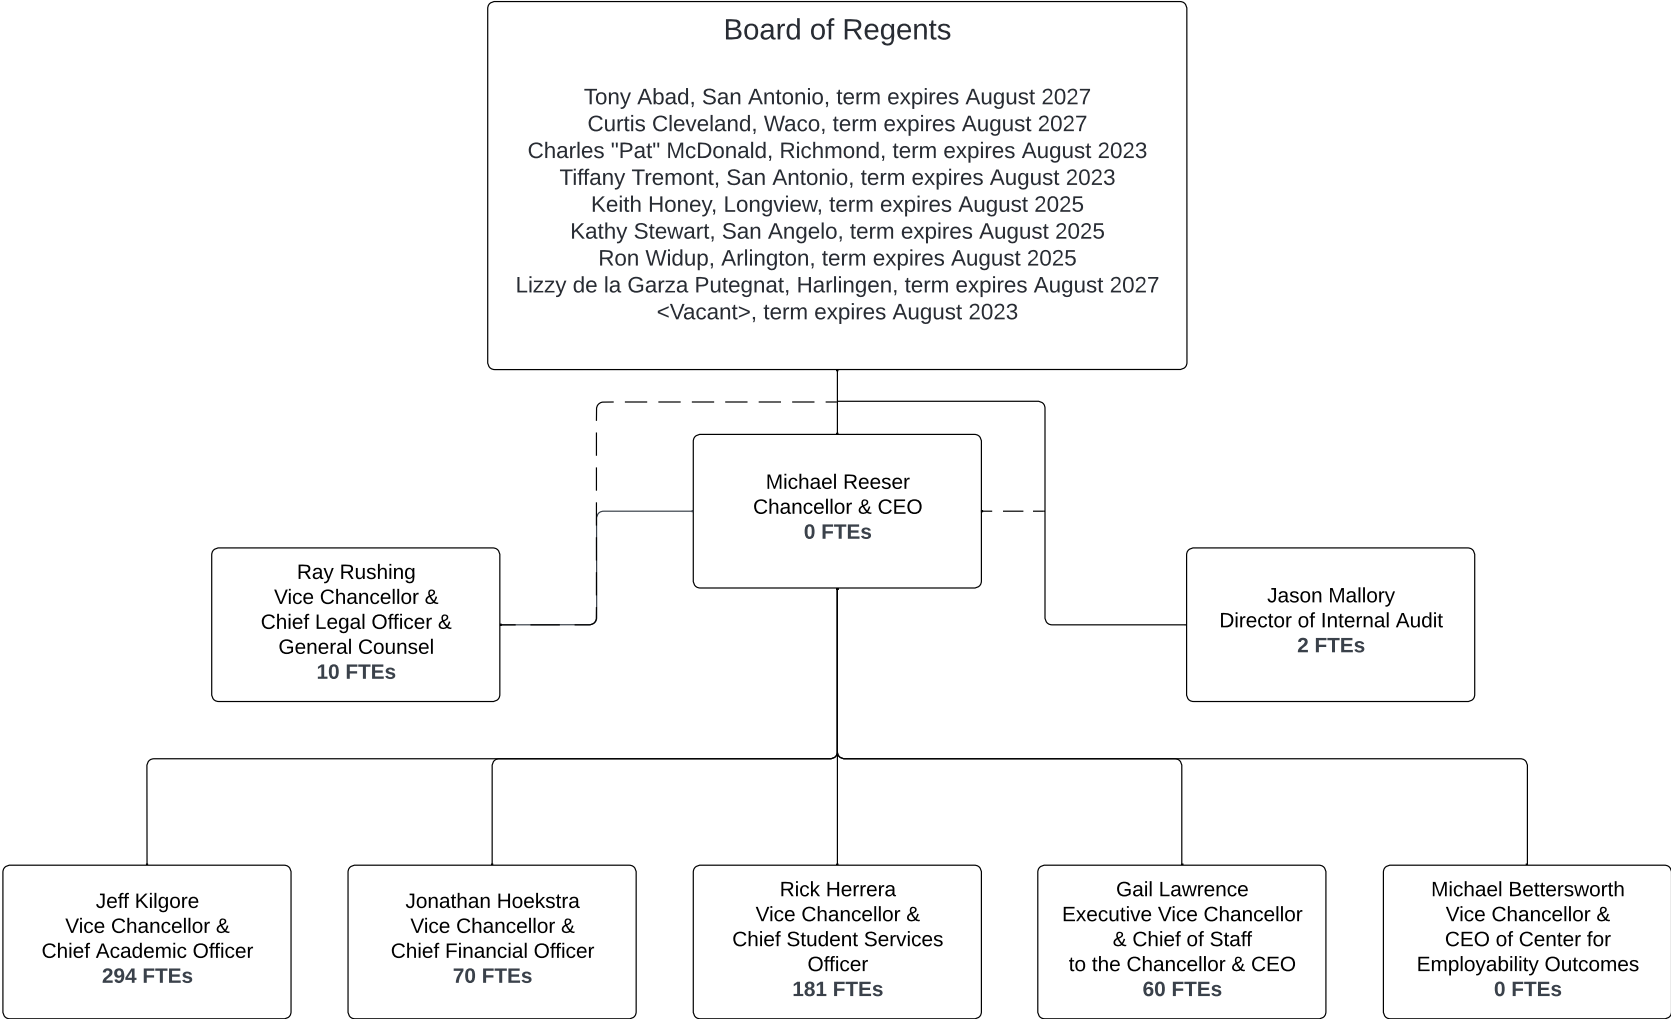 Board of Regents
Tony Abad, San Antonio, term expires August 2027
Curtis Cleveland, Waco, term expires August 2027
Charles "Pat" McDonald, Richmond, term expires August 2023
Tiffany Tremont, San Antonio, term expires August 2023
Keith Honey, Longview, term expires August 2025
Kathy Stewart, San Angelo, term expires August 2025
Ron Widup, Arlington, term expires August 2025
Lizzy de la Garza Putegnat, Harlingen, term expires August 2027
<Vacant>, term expires August 2023
Michael Reeser
Chancellor & CEO
0 FTEs
Ray Rushing
Vice Chancellor &
Chief Legal Officer &
General Counsel
10 FTEs
Jason Mallory
Director of Internal Audit
2 FTEs
Jeff Kilgore
Vice Chancellor &
Chief Academic Officer
294 FTEs
Jonathan Hoekstra
Vice Chancellor &
Chief Financial Officer
70 FTEs
Rick Herrera
Vice Chancellor &
Chief Student Services
Officer
181 FTEs
Gail Lawrence
Executive Vice Chancellor
& Chief of Staff
to the Chancellor & CEO
60 FTEs
Michael Bettersworth
Vice Chancellor &
CEO of Center for
Employability Outcomes
0 FTEs